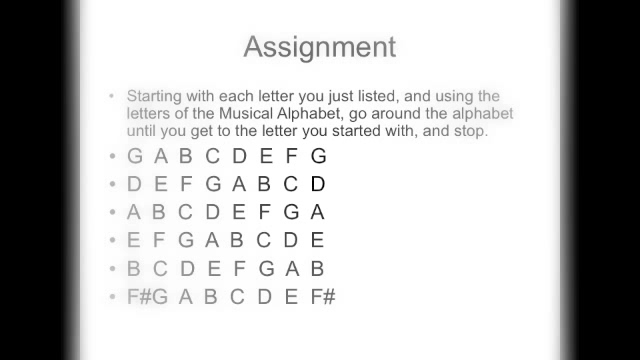 Assignment
• Starting with each letter you just listed, and using the
letters of the Musical Alphabet, go around the alphabet
until you get to the letter you started with, and stop.
• G A B C D E F G
• D E F G A B C D
• A B C D E F G A
• E F G A B C D E
• B C D E F G A B
• F#G A B C D E F#